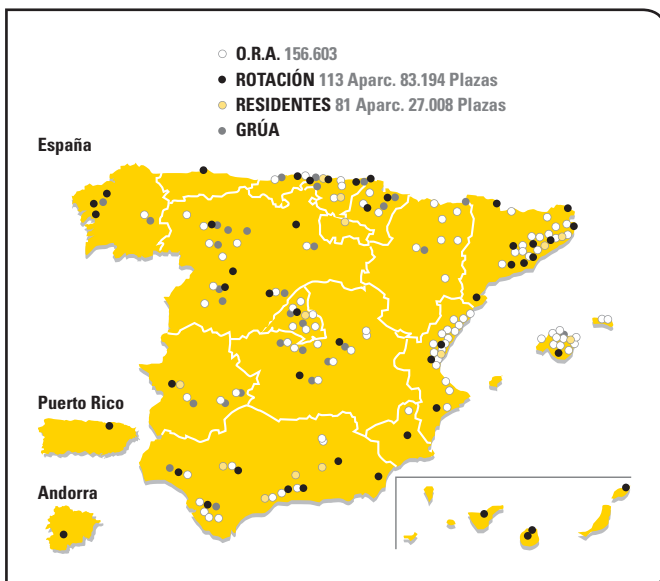 O.R.A. 156.603
ROTACIÓN 113 Aparc. 83.194 Plazas
RESIDENTES 81 Aparc. 27.008 Plazas
GRÚA
España
Puerto Rico
Andorra